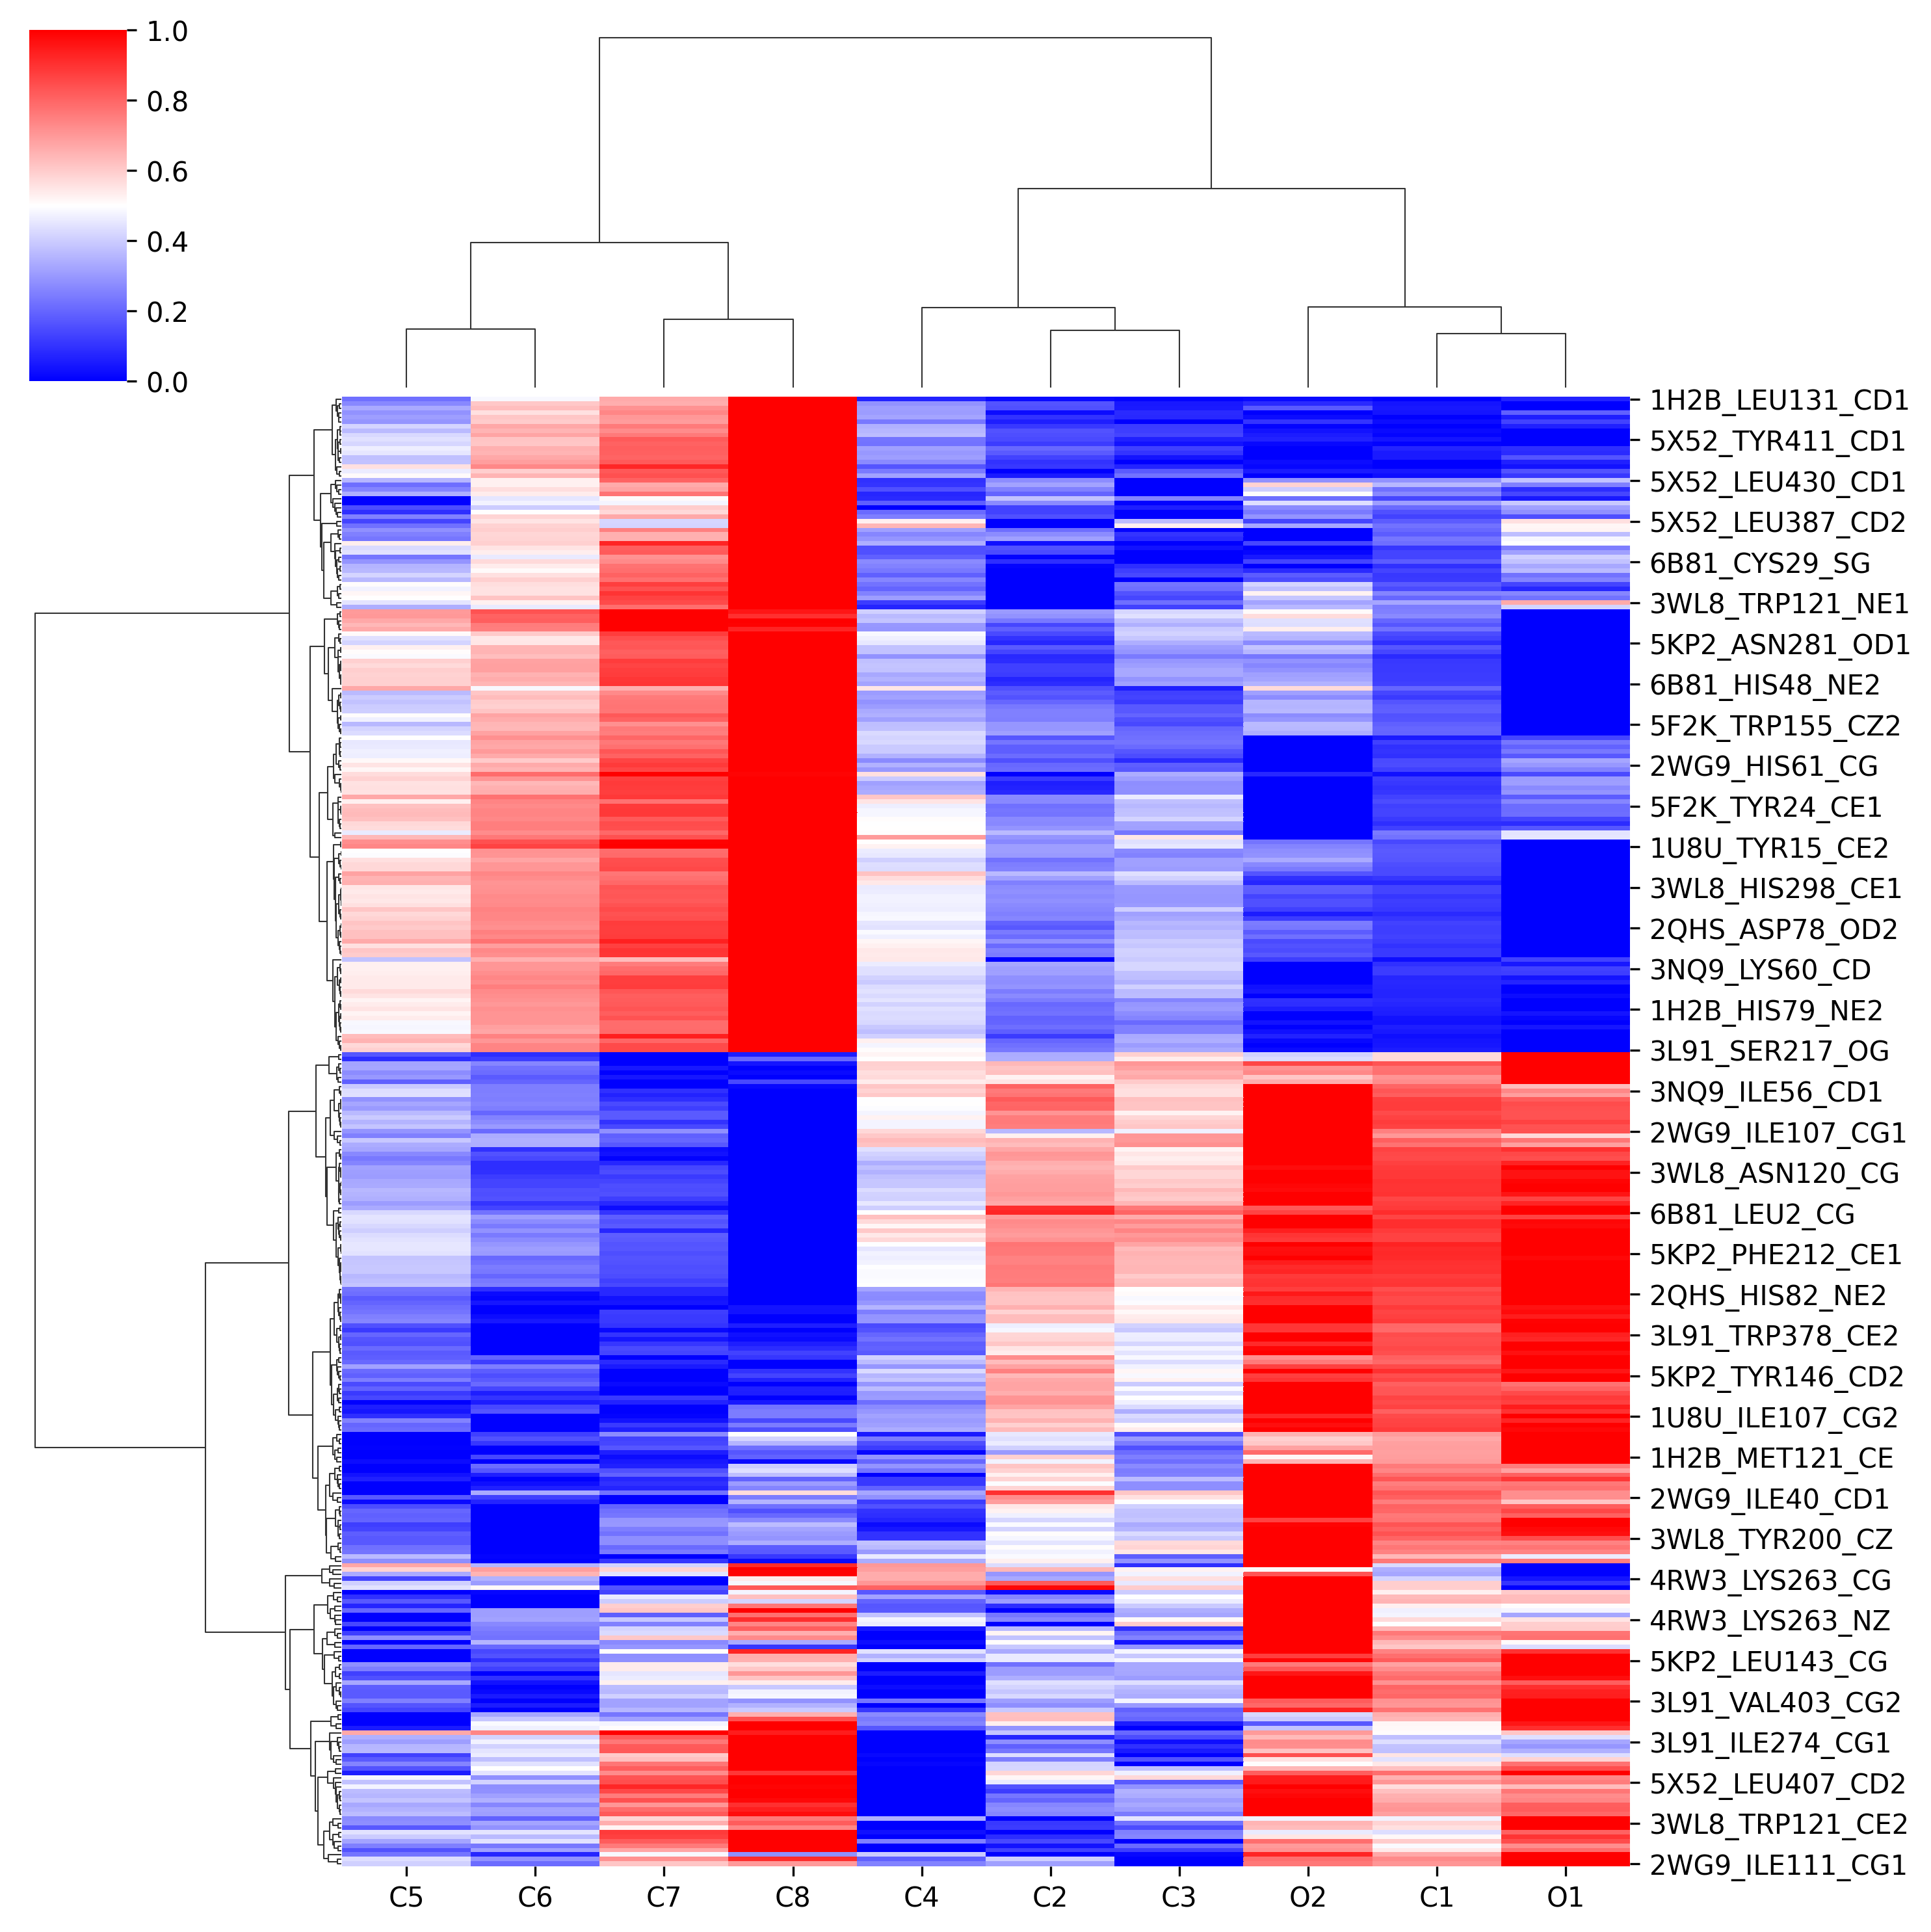 1.0
0.8
0.6
0.4
0.2
0.0
1H2B_LEU131_CD1
5X52_TYR411_CD1
5X52_LEU430_CD1
5X52_LEU387_CD2
6B81_CYS29_SG
3WL8_TRP121_NE1
5KP2_ASN281_OD1
6B81_HIS48_NE2
5F2K_TRP155_CZ2
2WG9_HIS61_CG
5F2K_TYR24_CE1
1U8U_TYR15_CE2
3WL8_HIS298_CE1
2QHS_ASP78_OD2
3NQ9_LYS60_CD
1H2B_HIS79_NE2
3L91_SER217_OG
3NQ9_ILE56_CD1
2WG9_ILE107_CG1
3WL8_ASN120_CG
6B81_LEU2_CG
5KP2_PHE212_CE1
2QHS_HIS82_NE2
3L91_TRP378_CE2
5KP2_TYR146_CD2
1U8U_ILE107_CG2
1H2B_MET121_CE
2WG9_ILE40_CD1
3WL8_TYR200_CZ
4RW3_LYS263_CG
4RW3_LYS263_NZ
5KP2_LEU143_CG
3L91_VAL403_CG2
3L91_ILE274_CG1
5X52_LEU407_CD2
3WL8_TRP121_CE2
2WG9_ILE111_CG1
C5 C6 C7 C8 C4 C2 C3 O2 C1 O1